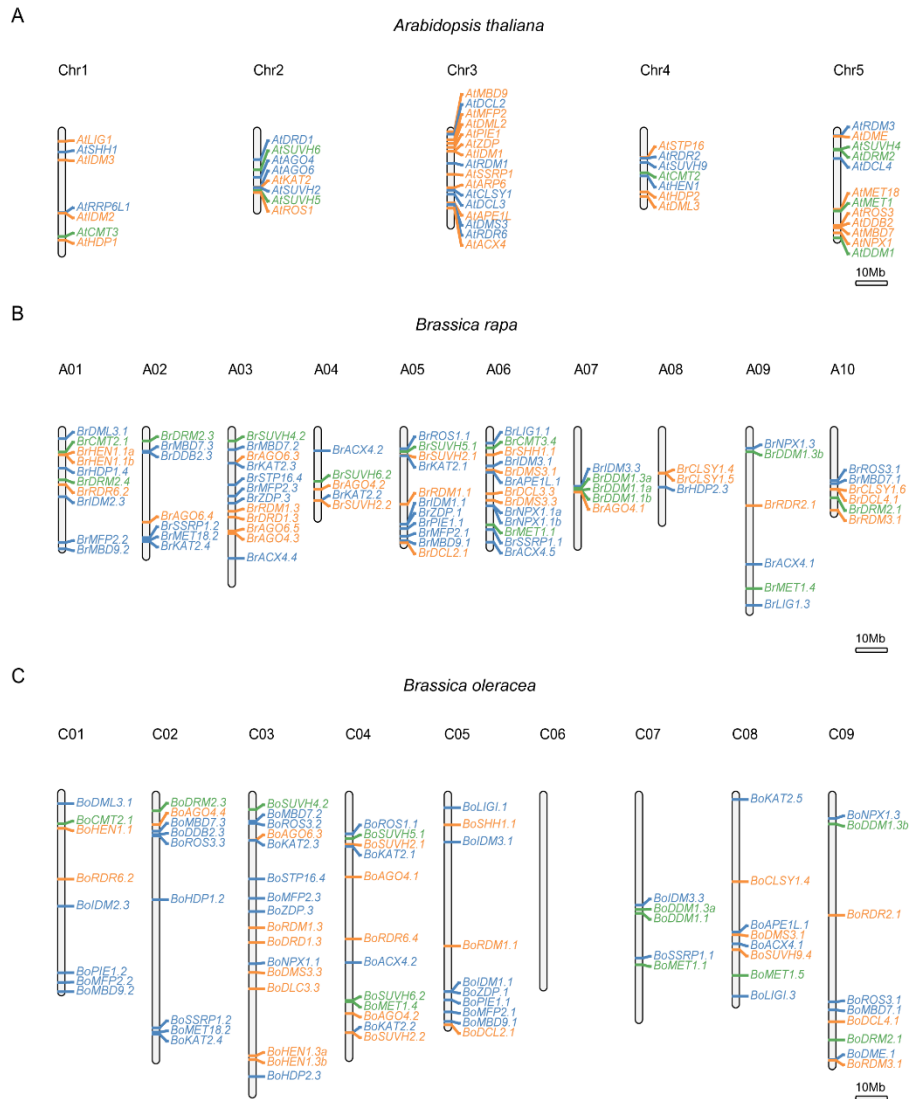 A
Arabidopsis thaliana
Chr1
Chr2
Chr3
Chr4
Chr5
AtLIG1
AtSHH1
AtIDM3
AtRRP6L1
AtIDM2
AtCMT3
AtHDP1
AtDRD1
AtSUVH6
AtAGO4
AtAGO6
AtKAT2
AtSUVH2
AtSUVH5
AtROS1
AtMBD9
AtDCL2
AtMFP2
AtDML2
AtPIE1
AtZDP
AtIDM1
AtRDM1
AtSSRP1
AtARP6
AtCLSY1
AtDCL3
AtAPE1L
AtDMS3
AtRDR6
AtACX4
AtSTP16
AtRDR2
AtSUVH9
AtCMT2
AtHEN1
AtHDP2
AtDML3
AtRDM3
AtDME
AtSUVH4
AtDRM2
AtDCL4
AtMET18
AtMET1
AtROS3
AtDDB2
AtMBD7
AtNPX1
AtDDM1
10Mb
B
Brassica rapa
A01
A02
A03
A04
A05
A06
A07
A08
A09
A10
BrDML3.1
BrCMT2.1
BrHEN1.1a
BrHEN1.1b
BrHDP1.4
BrDRM2.4
BrRDR6.2
BrIDM2.3
BrMFP2.2
BrMBD9.2
BrDRM2.3
BrMBD7.3
BrDDB2.3
BrAGO6.4
BrSSRP1.2
BrMET18.2
BrKAT2.4
BrSUVH4.2
BrMBD7.2
BrAGO6.3
BrKAT2.3
BrSTP16.4
BrMFP2.3
BrZDP.3
BrRDM1.3
BrDRD1.3
BrAGO6.5
BrAGO4.3
BrACX4.4
BrACX4.2
BrSUVH6.2
BrAGO4.2
BrKAT2.2
BrSUVH2.2
BrROS1.1
BrSUVH5.1
BrSUVH2.1
BrKAT2.1
BrRDM1.1
BrIDM1.1
BrZDP.1
BrPIE1.1
BrMFP2.1
BrMBD9.1
BrDCL2.1
BrLIG1.1
BrCMT3.4
BrSHH1.1
BrIDM3.1
BrDMS3.1
BrAPE1L.1
BrDCL3.3
BrDMS3.3
BrNPX1.1a
BrNPX1.1b
BrMET1.1
BrSSRP1.1
BrACX4.5
BrIDM3.3
BrDDM1.3a
BrDDM1.1a
BrDDM1.1b
BrAGO4.1
BrCLSY1.4
BrCLSY1.5
BrHDP2.3
BrNPX1.3
BrDDM1.3b
BrRDR2.1
BrACX4.1
BrMET1.4
BrLIG1.3
BrROS3.1
BrMBD7.1
BrCLSY1.6
BrDCL4.1
BrDRM2.1
BrRDM3.1
10Mb
C
Brassica oleracea
C01
C02
C03
C04
C05
C06
C07
C08
C09
BoDML3.1
BoCMT2.1
BoHEN1.1
BoRDR6.2
BoIDM2.3
BoPIE1.2
BoMFP2.2
BoMBD9.2
BoDRM2.3
BoAGO4.4
BoMBD7.3
BoDDB2.3
BoROS3.3
BoHDP1.2
BoSSRP1.2
BoMET18.2
BoKAT2.4
BoSUVH4.2
BoMBD7.2
BoROS3.2
BoAGO6.3
BoKAT2.3
BoSTP16.4
BoMFP2.3
BoZDP.3
BoRDM1.3
BoDRD1.3
BoNPX1.1
BoDMS3.3
BoDLC3.3
BoHEN1.3a
BoHEN1.3b
BoHDP2.3
BoROS1.1
BoSUVH5.1
BoSUVH2.1
BoKAT2.1
BoAGO4.1
BoRDR6.4
BoACX4.2
BoSUVH6.2
BoMET1.4
BoAGO4.2
BoKAT2.2
BoSUVH2.2
BoLIGI.1
BoSHH1.1
BoIDM3.1
BoRDM1.1
BoIDM1.1
BoZDP.1
BoPIE1.1
BoMFP2.1
BoMBD9.1
BoDCL2.1
BoIDM3.3
BoDDM1.3a
BoDDM1.1
BoSSRP1.1
BoMET1.1
BoKAT2.5
BoCLSY1.4
BoAPE1L.1
BoDMS3.1
BoACX4.1
BoSUVH9.4
BoMET1.5
BoLIGI.3
BoNPX1.3
BoDDM1.3b
BoRDR2.1
BoROS3.1
BoMBD7.1
BoDCL4.1
BoDRM2.1
BoDME.1
BoRDM3.1
10Mb